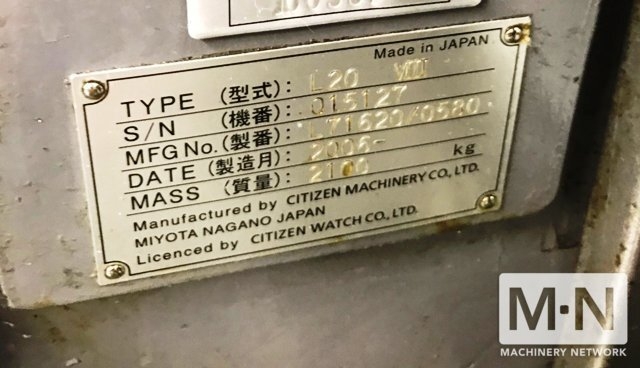 Made in JAPAN
TYPE (型式): L20 VIII
S/N (機番): Q15127
MFG No. (製番): L71620/0580
DATE (製造月): 2006-
MASS (質量): 2100 kg
Manufactured by CITIZEN MACHINERY CO., LTD.
MIYOTA NAGANO JAPAN
Licenced by CITIZEN WATCH CO., LTD.
M·N
MACHINERY NETWORK